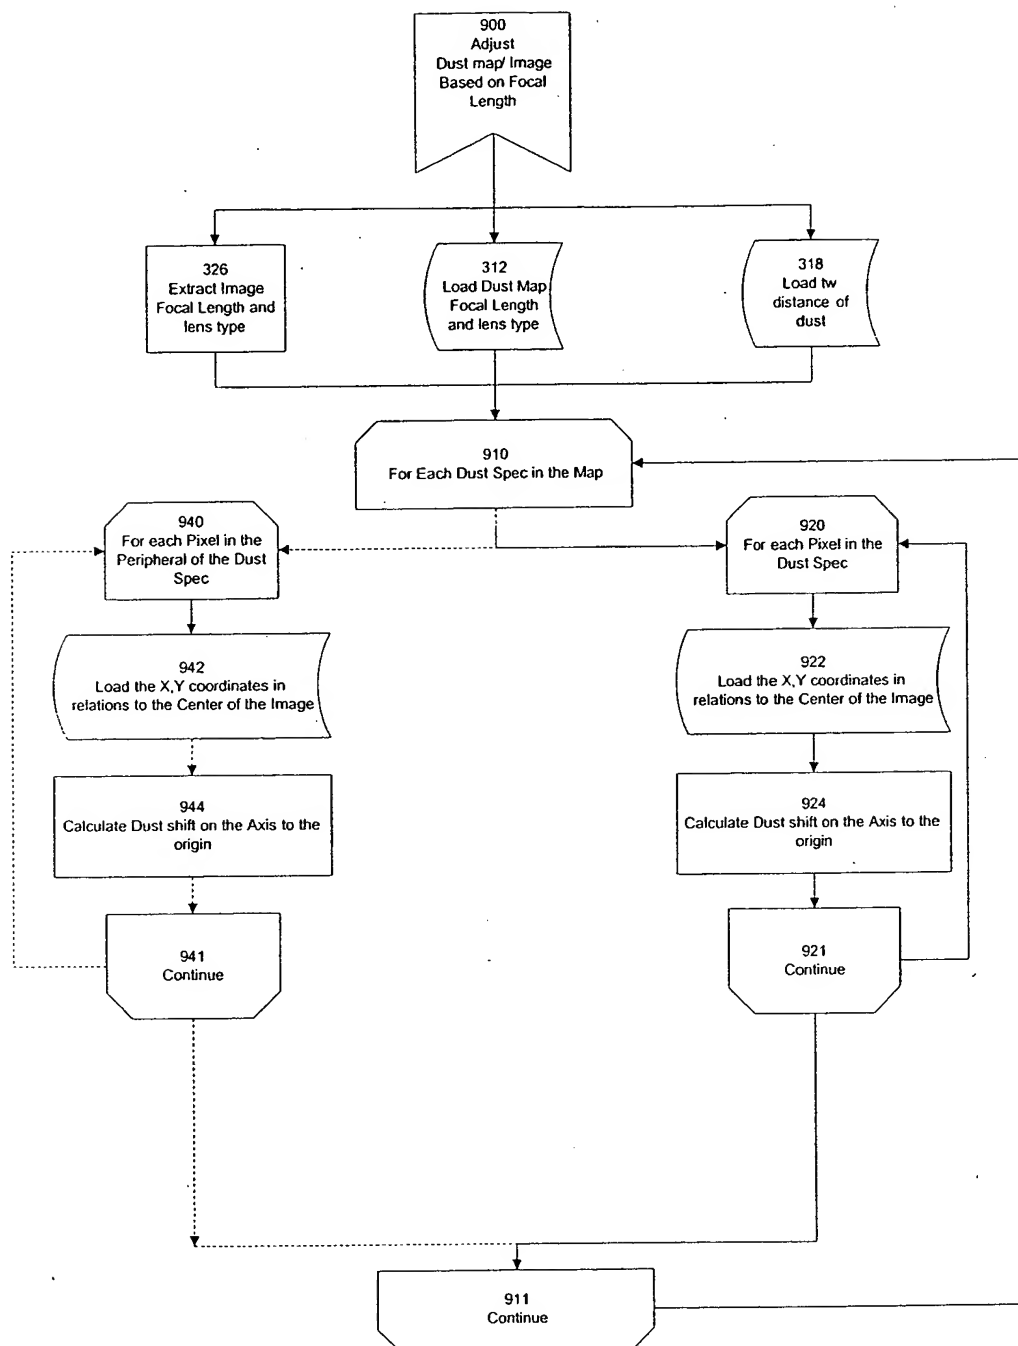 900
Adjust
Dust map/ Image
Based on Focal
Length
326
Extract Image
Focal Length and
lens type
312
Load Dust Map
Focal Length
and lens type
318
Load tw
distance of
dust
910
For Each Dust Spec in the Map
940
For each Pixel in the
Peripheral of the Dust
Spec
920
For each Pixel in the
Dust Spec
942
Load the X,Y coordinates in
relations to the Center of the Image
922
Load the X,Y coordinates in
relations to the Center of the Image
944
Calculate Dust shift on the Axis to the
origin
924
Calculate Dust shift on the Axis to the
origin
941
Continue
921
Continue
911
Continue